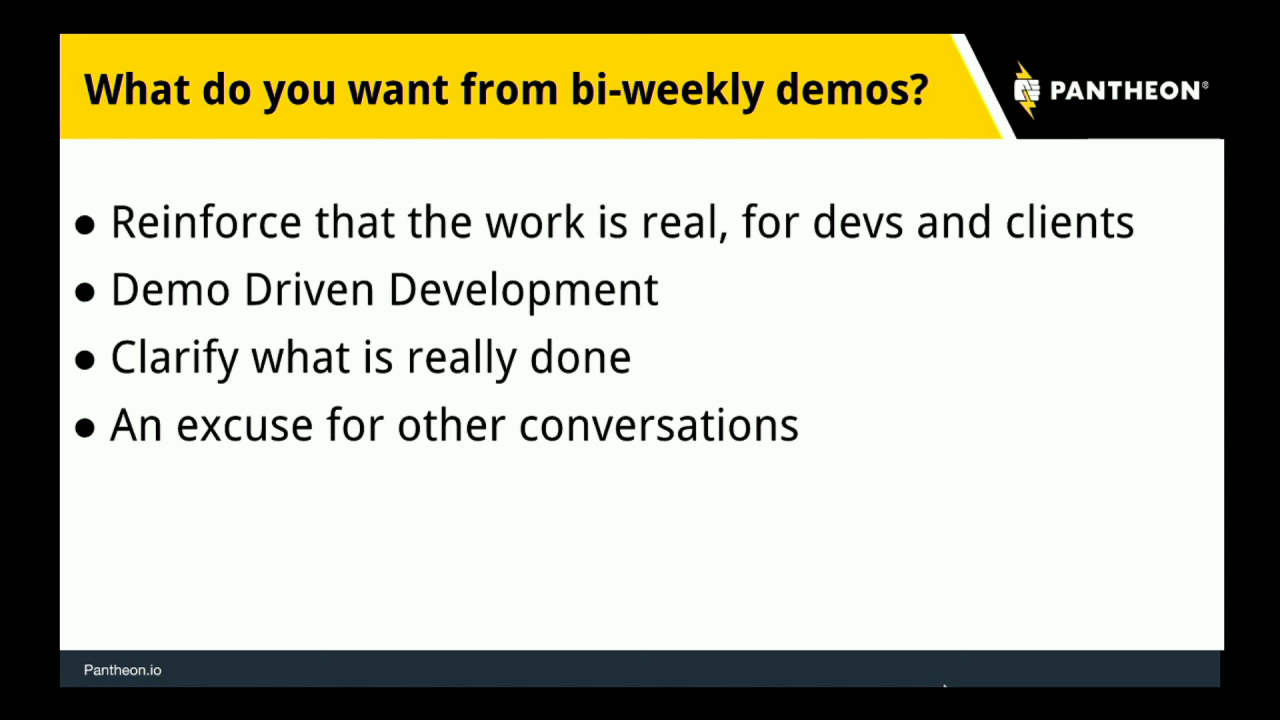 What do you want from bi-weekly demos?
PANTHEON®
● Reinforce that the work is real, for devs and clients
● Demo Driven Development
● Clarify what is really done
● An excuse for other conversations
Pantheon.io